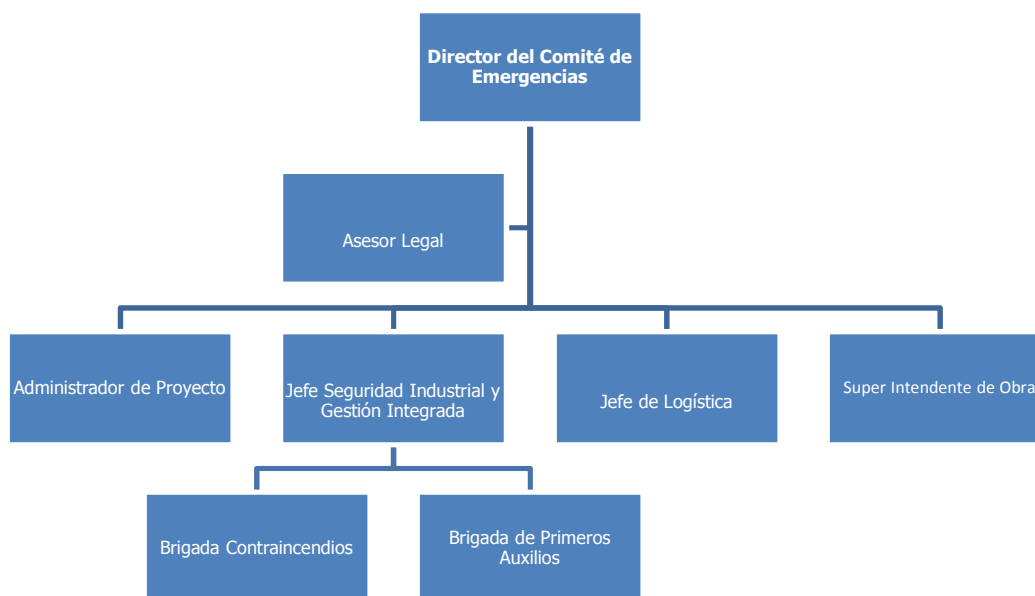 Director del Comité de
Emergencias
Asesor Legal
Administrador de Proyecto
Jefe Seguridad Industrial y
Gestión Integrada
Jefe de Logística
Super Intendente de Obra
Brigada Contraincendios
Brigada de Primeros
Auxilios